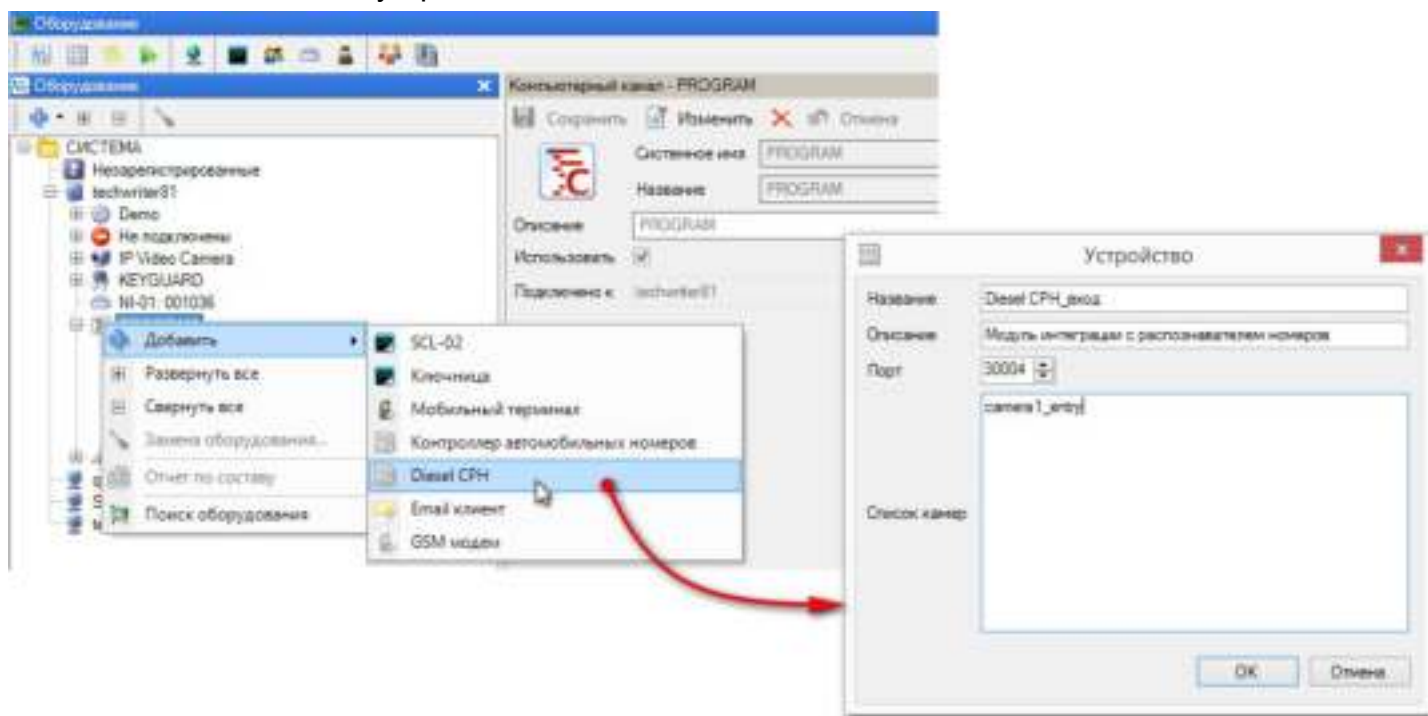 Оборудование
Оборудование
СИСТЕМА
Незарегистрированные
techwriter81
Demo
Не подключены
IP Video Camera
KEYGUARD
NI-01: 001036
Компьютерный канал - PROGRAM
Сохранить Изменить Отмена
Системное имя PROGRAM
Название PROGRAM
Описание PROGRAM
Использовать
Подключено к techwriter81
Добавить
Развернуть все
Свернуть все
Замена оборудования...
Отчет по составу
Поиск оборудования
SCL-02
Ключница
Мобильный терминал
Контроллер автомобильных номеров
Diesel СРН
Email клиент
GSM модем
Устройство
Название Diesel СРН_вход
Описание Модуль интеграции с распознавателем номеров
Порт 30004
camera1_entry
Список камер
OK Отмена